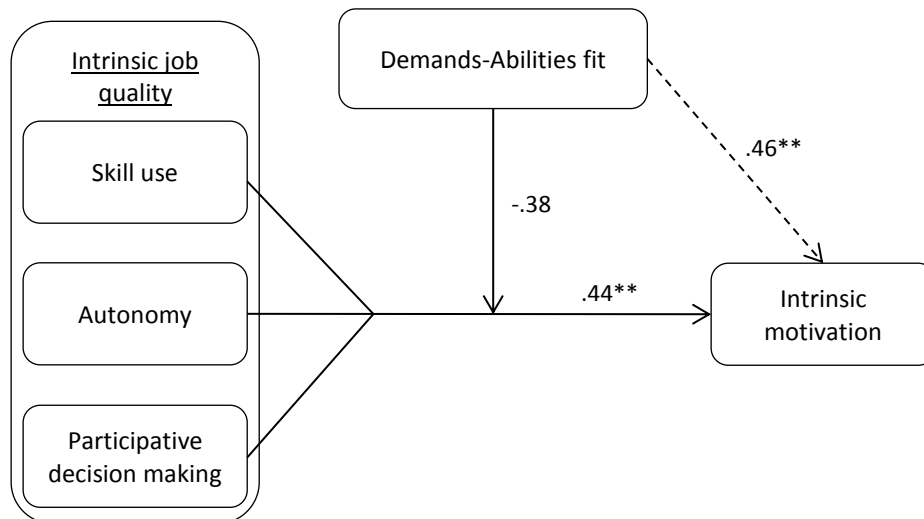 Intrinsic job
quality
Skill use
Autonomy
Participative
decision making
Demands-Abilities fit
-.38
.46**
.44**
Intrinsic
motivation